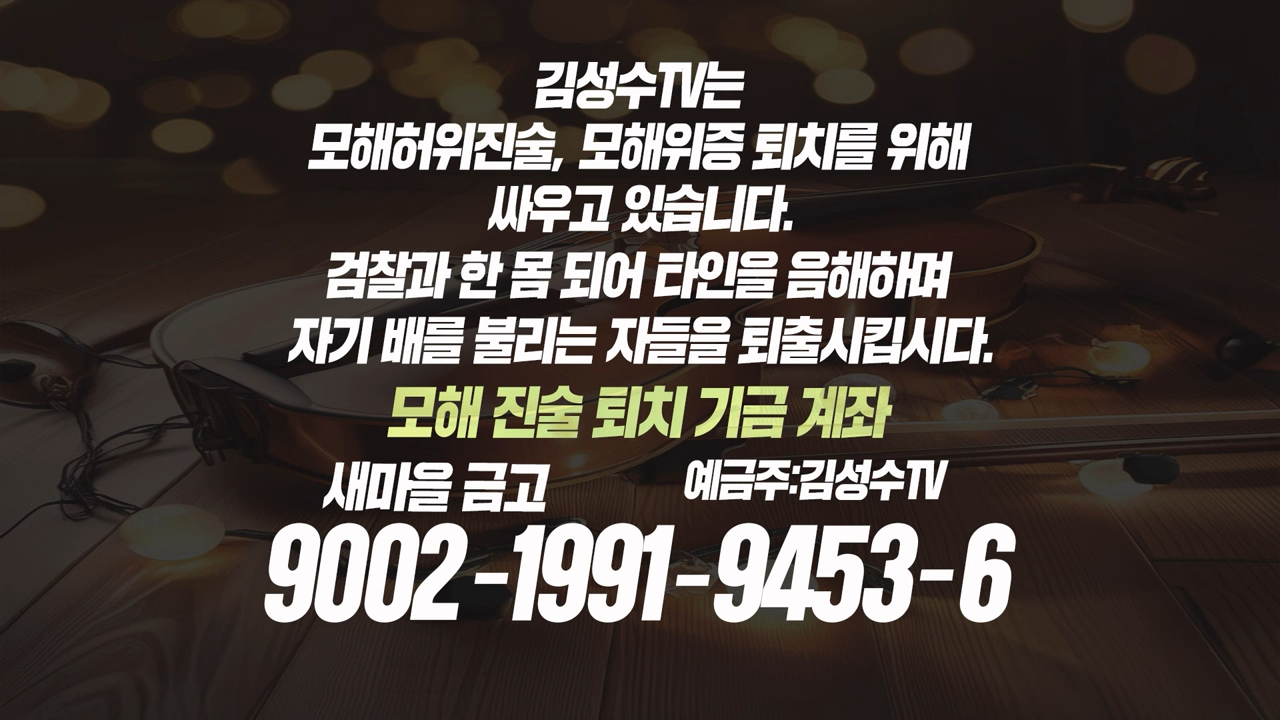 김성수TV는
모해허위진술, 모해위증 퇴치를 위해
싸우고 있습니다.
검찰과 한 몸 되어 타인을 음해하며
자기 배를 불리는 자들을 퇴출시킵시다.
모해 진술 퇴치 기금 계좌
새마을 금고 예금주:김성수TV
9002-1991-9453-6